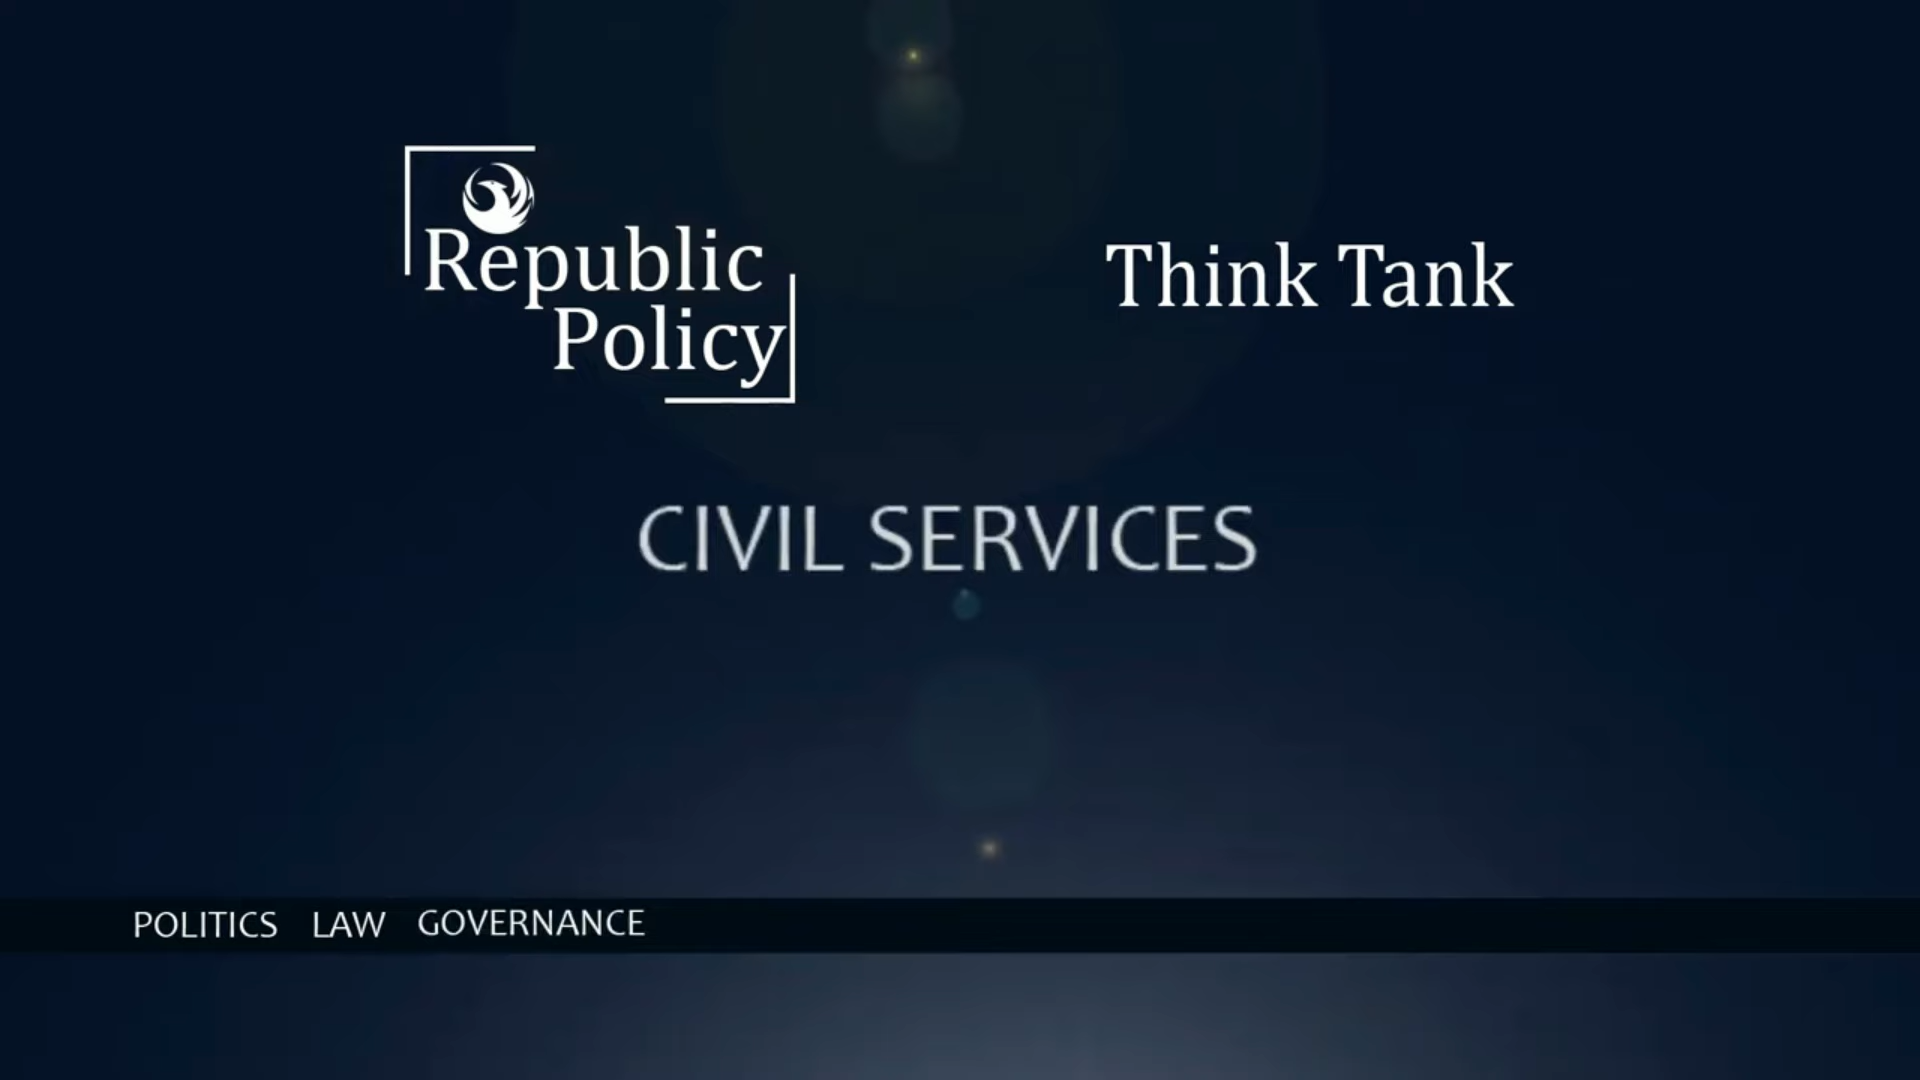 Republic
Policy
Think Tank
CIVIL SERVICES
POLITICS LAW GOVERNANCE